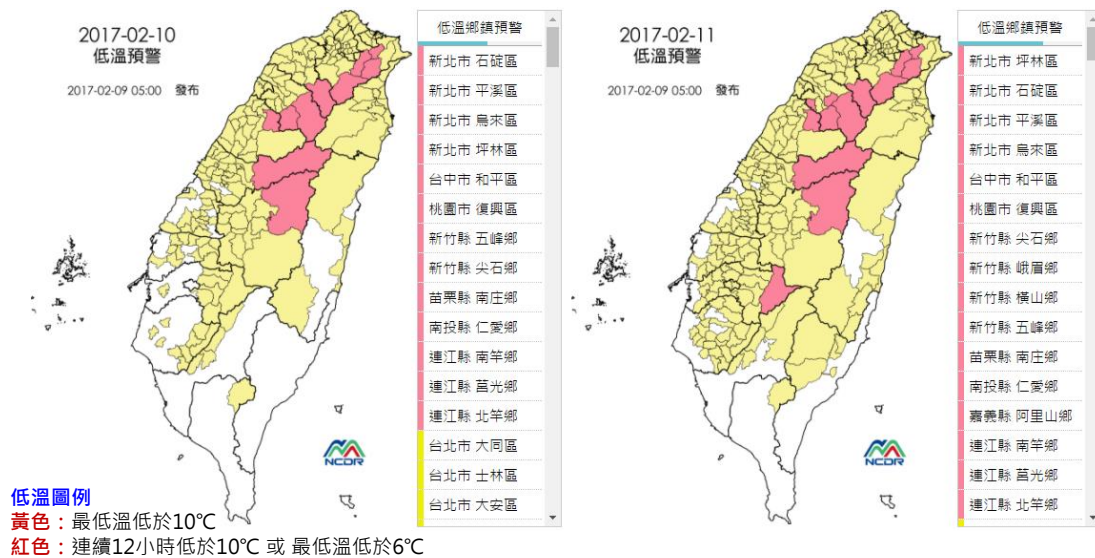 2017-02-10
低溫預警
2017-02-09 05:00 發布
NCDR
低溫鄉鎮預警
新北市 石碇區
新北市 平溪區
新北市 烏來區
新北市 坪林區
台中市 和平區
桃園市 復興區
新竹縣 五峰鄉
新竹縣 尖石鄉
苗栗縣 南庄鄉
南投縣 仁愛鄉
連江縣 南竿鄉
連江縣 莒光鄉
連江縣 北竿鄉
台北市 大同區
台北市 士林區
台北市 大安區
2017-02-11
低溫預警
2017-02-09 05:00 發布
NCDR
低溫鄉鎮預警
新北市 坪林區
新北市 石碇區
新北市 平溪區
新北市 烏來區
台中市 和平區
桃園市 復興區
新竹縣 尖石鄉
新竹縣 峨眉鄉
新竹縣 橫山鄉
新竹縣 五峰鄉
苗栗縣 南庄鄉
南投縣 仁愛鄉
嘉義縣 阿里山鄉
連江縣 南竿鄉
連江縣 莒光鄉
連江縣 北竿鄉
低溫圖例
黃色：最低溫低於10℃
紅色：連續12小時低於10℃ 或 最低溫低於6℃